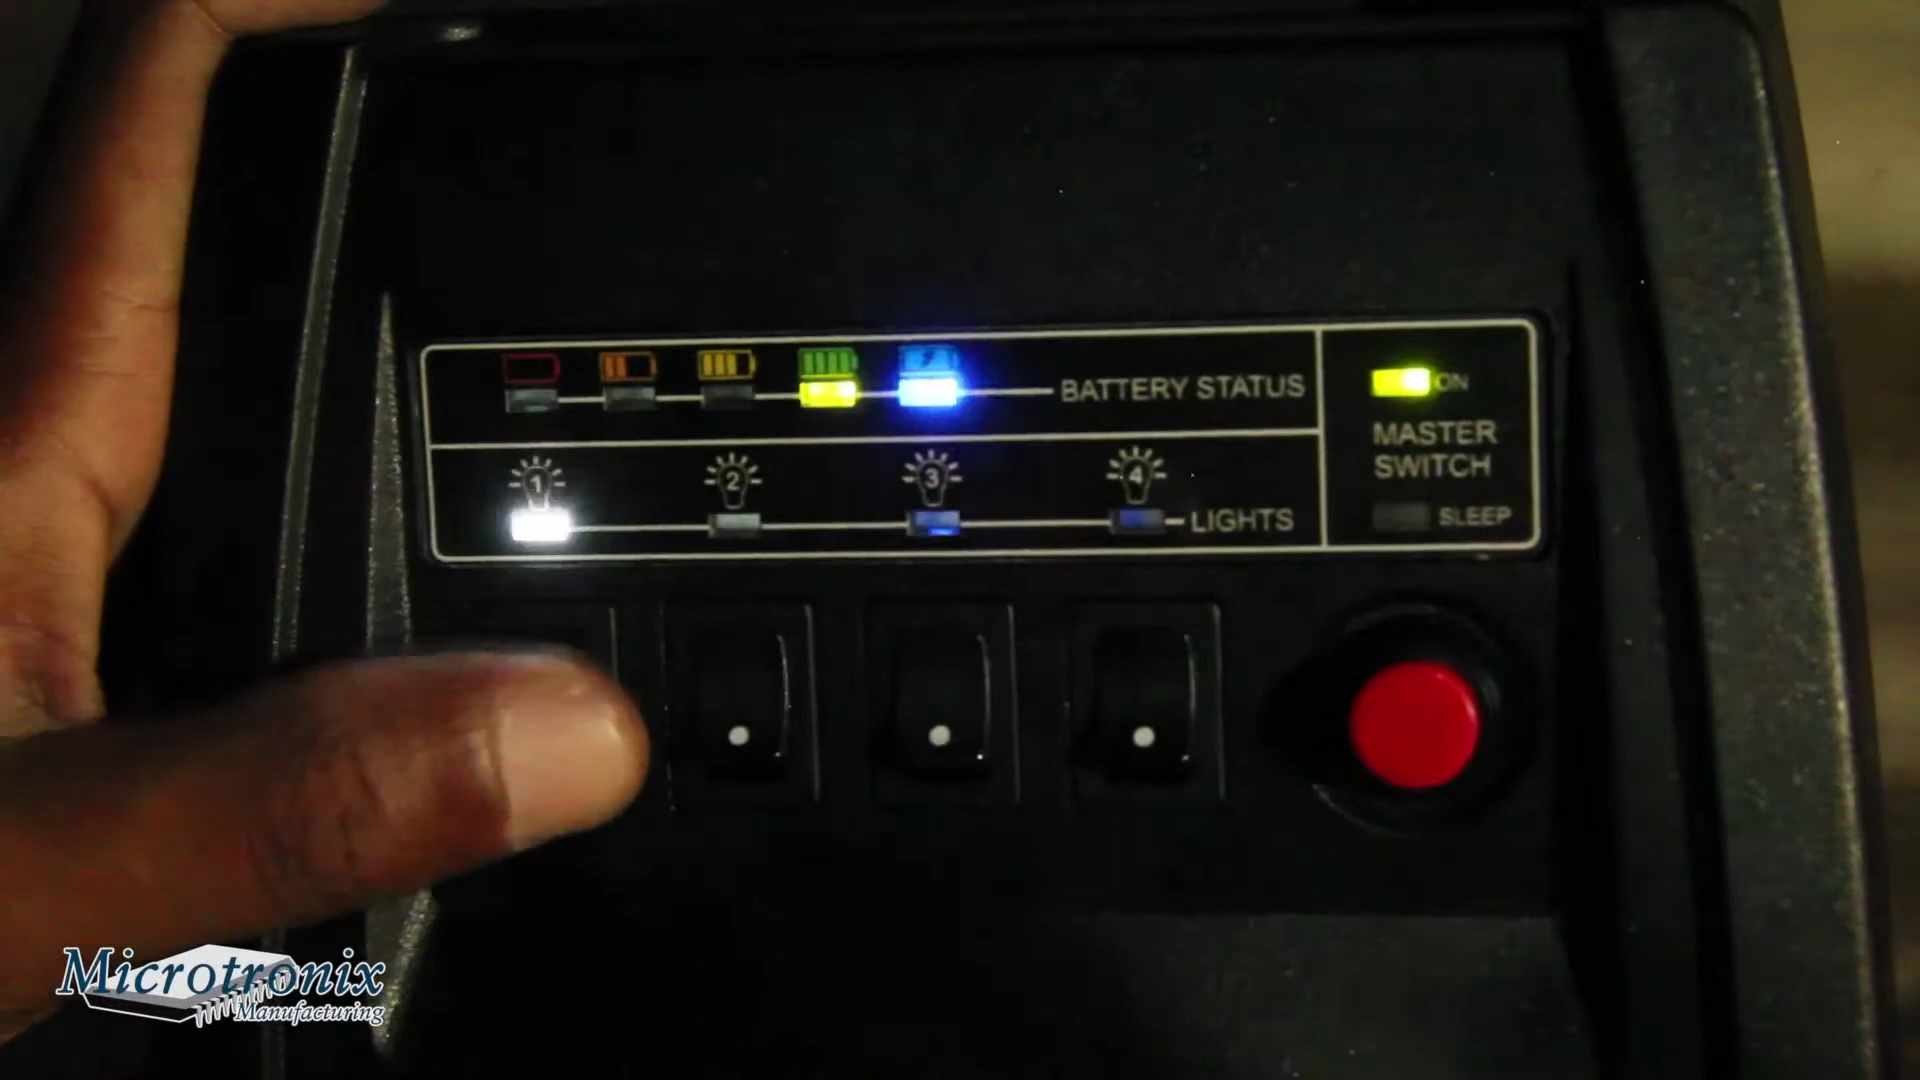 BATTERY STATUS
ON
MASTER
SWITCH
1
2
3
4
LIGHTS
SLEEP
Microtronix
Manufacturing